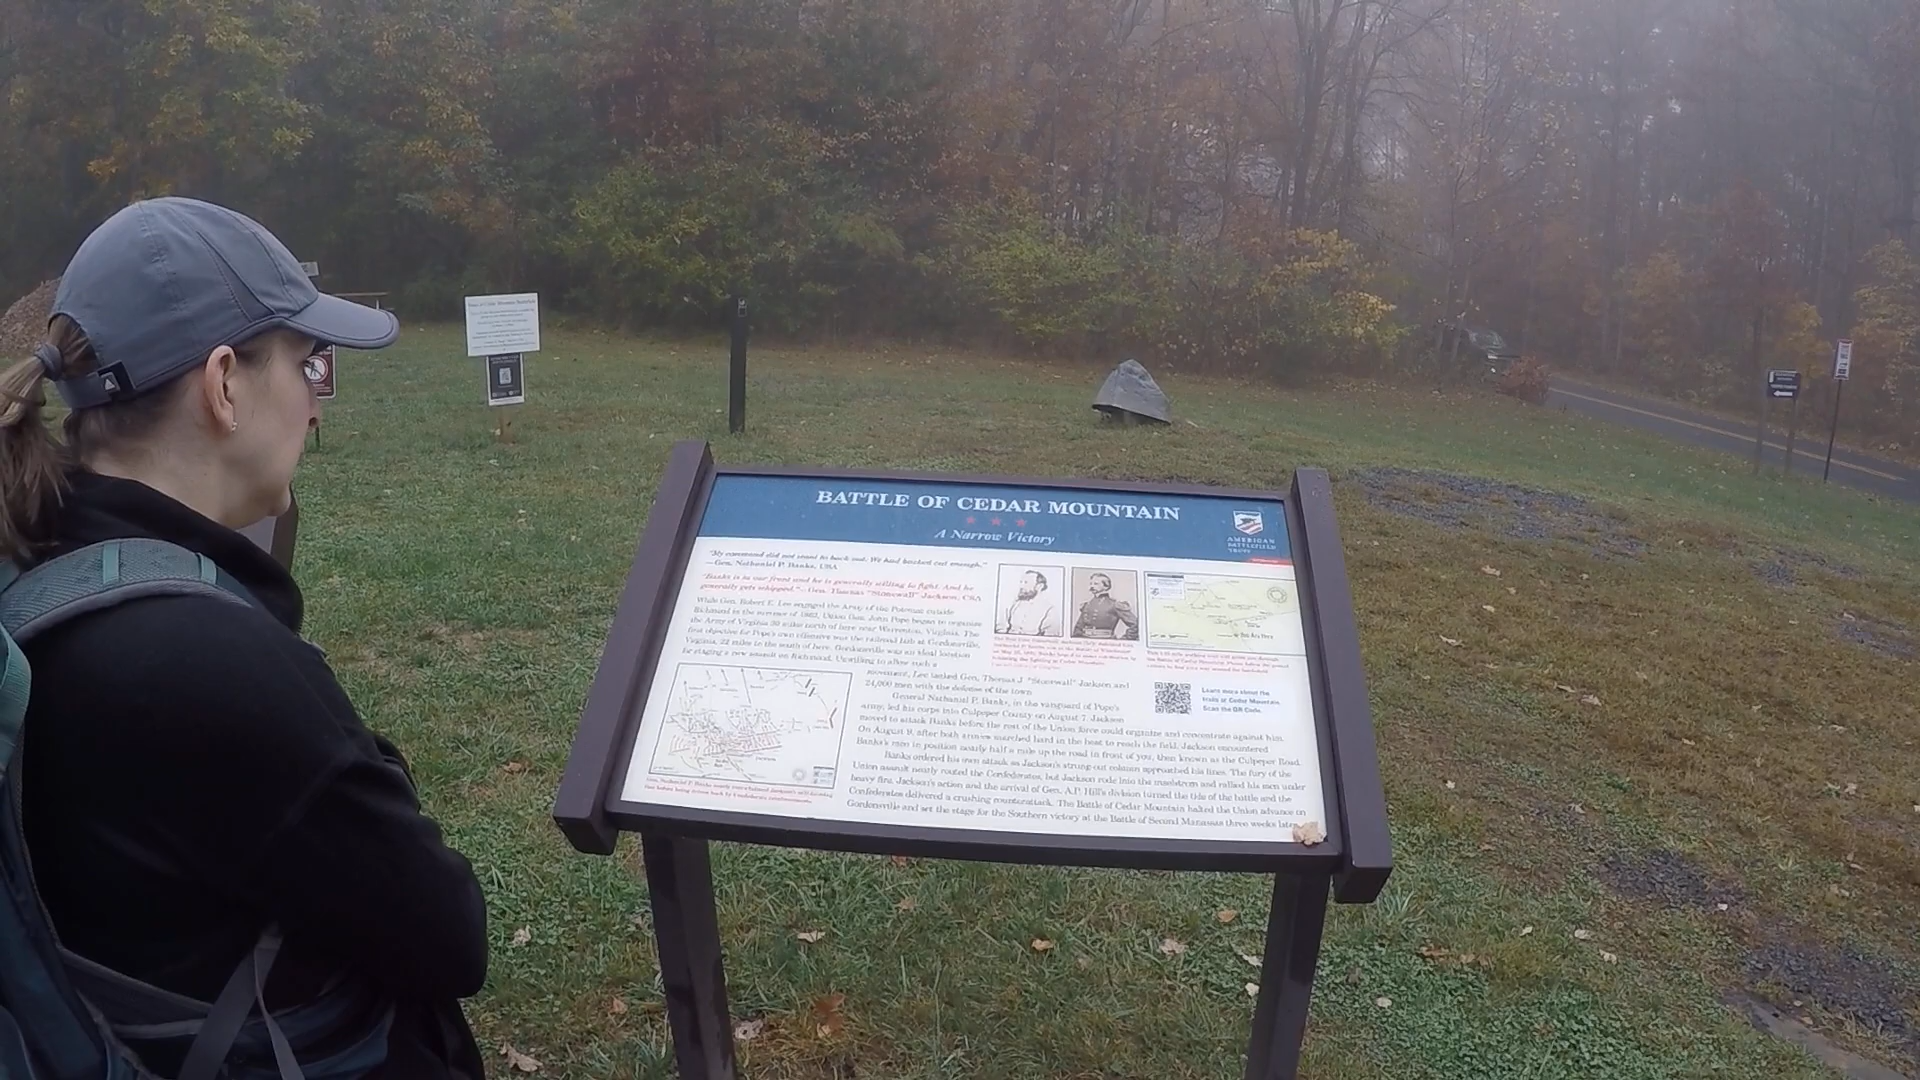 BATTLE OF CEDAR MOUNTAIN
A Narrow Victory
AMERICAN
BATTLEFIELD
TRUST
"My command did not stand to back out. We had backed out enough."
—Gen. Nathaniel P. Banks, USA
"Banks is in our front and he is generally willing to fight. And he
generally gets whipped." —Gen. Thomas "Stonewall" Jackson, CSA
While Gen. Robert E. Lee engaged the Army of the Potomac outside
Richmond in the summer of 1862, Union Gen. John Pope began to organize
the Army of Virginia 30 miles north of here near Warrenton, Virginia. The
first objective for Pope's own offensive was the railroad hub at Gordonsville,
Virginia, 22 miles to the south of here. Gordonsville was an ideal location
for staging a new assault on Richmond. Unwilling to allow such a
movement, Lee tasked Gen. Thomas J. "Stonewall" Jackson and
24,000 men with the defense of the town.
General Nathaniel P. Banks, in the vanguard of Pope's
army, led his corps into Culpeper County on August 7. Jackson
moved to attack Banks before the rest of the Union force could organize and concentrate against him.
On August 9, after both armies marched hard in the heat to reach the field, Jackson encountered
Banks's men in position nearly half a mile up the road in front of you, then known as the Culpeper Road.
Banks ordered his own attack as Jackson's strung-out column approached his lines. The fury of the
Union assault nearly routed the Confederates, but Jackson rode into the maelstrom and rallied his men under
heavy fire. Jackson's action and the arrival of Gen. A.P. Hill's division turned the tide of the battle and the
Confederates delivered a crushing counterattack. The Battle of Cedar Mountain halted the Union advance on
Gordonsville and set the stage for the Southern victory at the Battle of Second Manassas three weeks later.
You Are Here
Learn more about the
trails at Cedar Mountain.
Scan the QR Code.